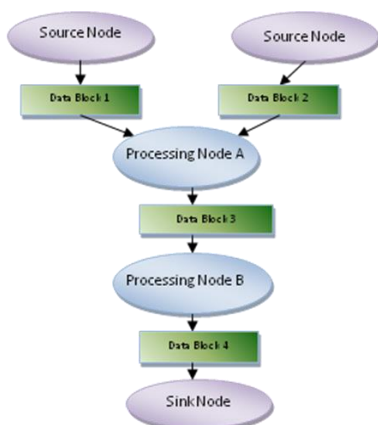 Source Node
Source Node
Data Block 1
Data Block 2
Processing Node A
Data Block 3
Processing Node B
Data Block 4
Sink Node